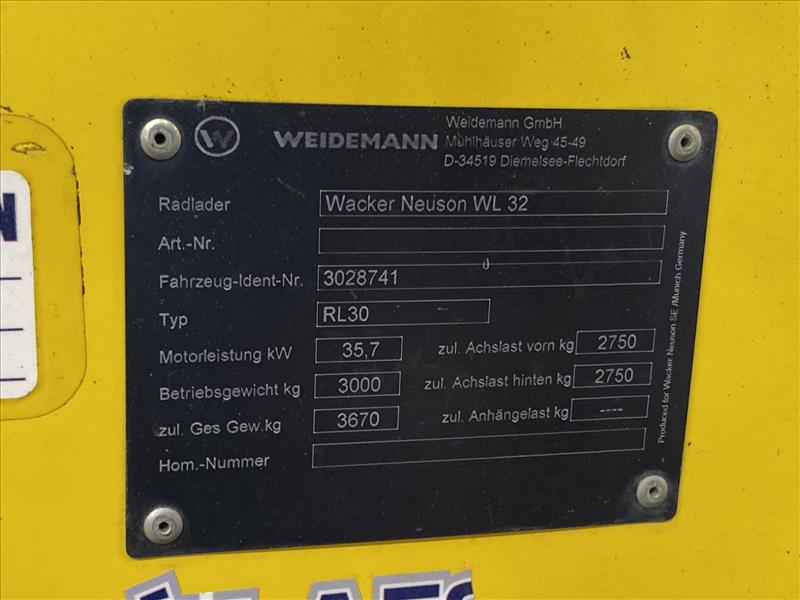 W WEIDEMANN
Weidemann GmbH
Mühlhäuser Weg 45-49
D-34519 Diemelsee-Flechtdorf
Radlader Wacker Neuson WL 32
Art.-Nr.
Fahrzeug-Ident-Nr. 3028741
Typ RL30
Motorleistung kW 35,7 zul. Achslast vorn kg 2750
Betriebsgewicht kg 3000 zul. Achslast hinten kg 2750
zul. Ges Gew.kg 3670 zul. Anhängelast kg ----
Hom.-Nummer
Produced for Wacker Neuson SE /Munich Germany
N